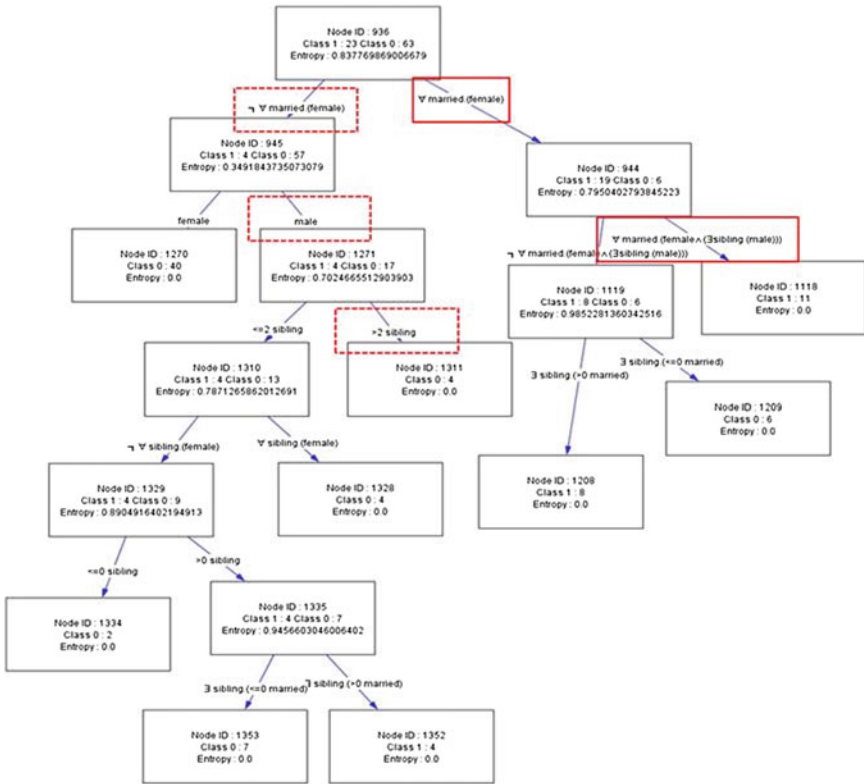 Node ID : 936
Class 1 : 23 Class 0 : 63
Entropy : 0.837769869006679
¬ ∀ married (female)
∀ married (female)
Node ID : 945
Class 1 : 4 Class 0 : 57
Entropy : 0.3491843735073079
Node ID : 944
Class 1 : 19 Class 0 : 6
Entropy : 0.7950402793845223
female
male
∀ married (female∧(∃sibling (male)))
¬ ∀ married (female∧(∃sibling (male)))
Node ID : 1270
Class 0 : 40
Entropy : 0.0
Node ID : 1271
Class 1 : 4 Class 0 : 17
Entropy : 0.7024665512903903
Node ID : 1119
Class 1 : 8 Class 0 : 6
Entropy : 0.9852281360342516
Node ID : 1118
Class 1 : 11
Entropy : 0.0
<=2 sibling
>2 sibling
∃ sibling (>0 married)
∃ sibling (<=0 married)
Node ID : 1310
Class 1 : 4 Class 0 : 13
Entropy : 0.7871265862012691
Node ID : 1311
Class 0 : 4
Entropy : 0.0
Node ID : 1209
Class 0 : 6
Entropy : 0.0
¬ ∀ sibling (female)
∀ sibling (female)
Node ID : 1329
Class 1 : 4 Class 0 : 9
Entropy : 0.8904916402194913
Node ID : 1328
Class 0 : 4
Entropy : 0.0
Node ID : 1208
Class 1 : 8
Entropy : 0.0
<=0 sibling
>0 sibling
Node ID : 1334
Class 0 : 2
Entropy : 0.0
Node ID : 1335
Class 1 : 4 Class 0 : 7
Entropy : 0.9456603046006402
∃ sibling (<=0 married)
∃ sibling (>0 married)
Node ID : 1353
Class 0 : 7
Entropy : 0.0
Node ID : 1352
Class 1 : 4
Entropy : 0.0